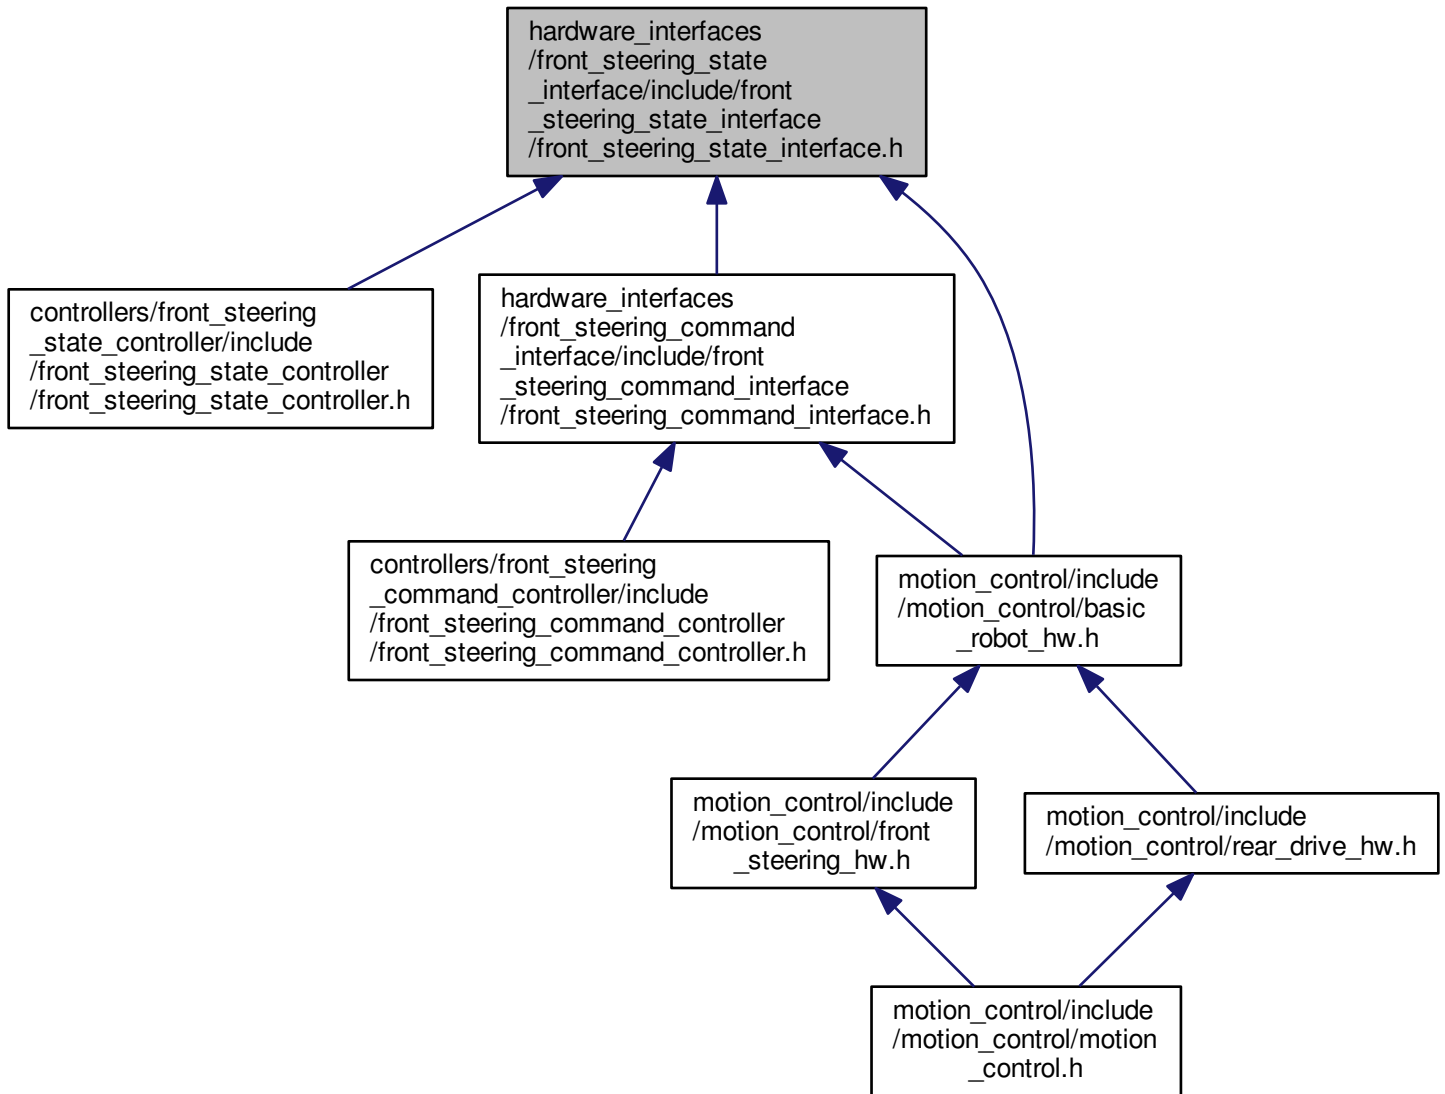 hardware_interfaces
/front_steering_state
_interface/include/front
_steering_state_interface
/front_steering_state_interface.h
controllers/front_steering
_state_controller/include
/front_steering_state_controller
/front_steering_state_controller.h
hardware_interfaces
/front_steering_command
_interface/include/front
_steering_command_interface
/front_steering_command_interface.h
controllers/front_steering
_command_controller/include
/front_steering_command_controller
/front_steering_command_controller.h
motion_control/include
/motion_control/basic
_robot_hw.h
motion_control/include
/motion_control/front
_steering_hw.h
motion_control/include
/motion_control/rear_drive_hw.h
motion_control/include
/motion_control/motion
_control.h